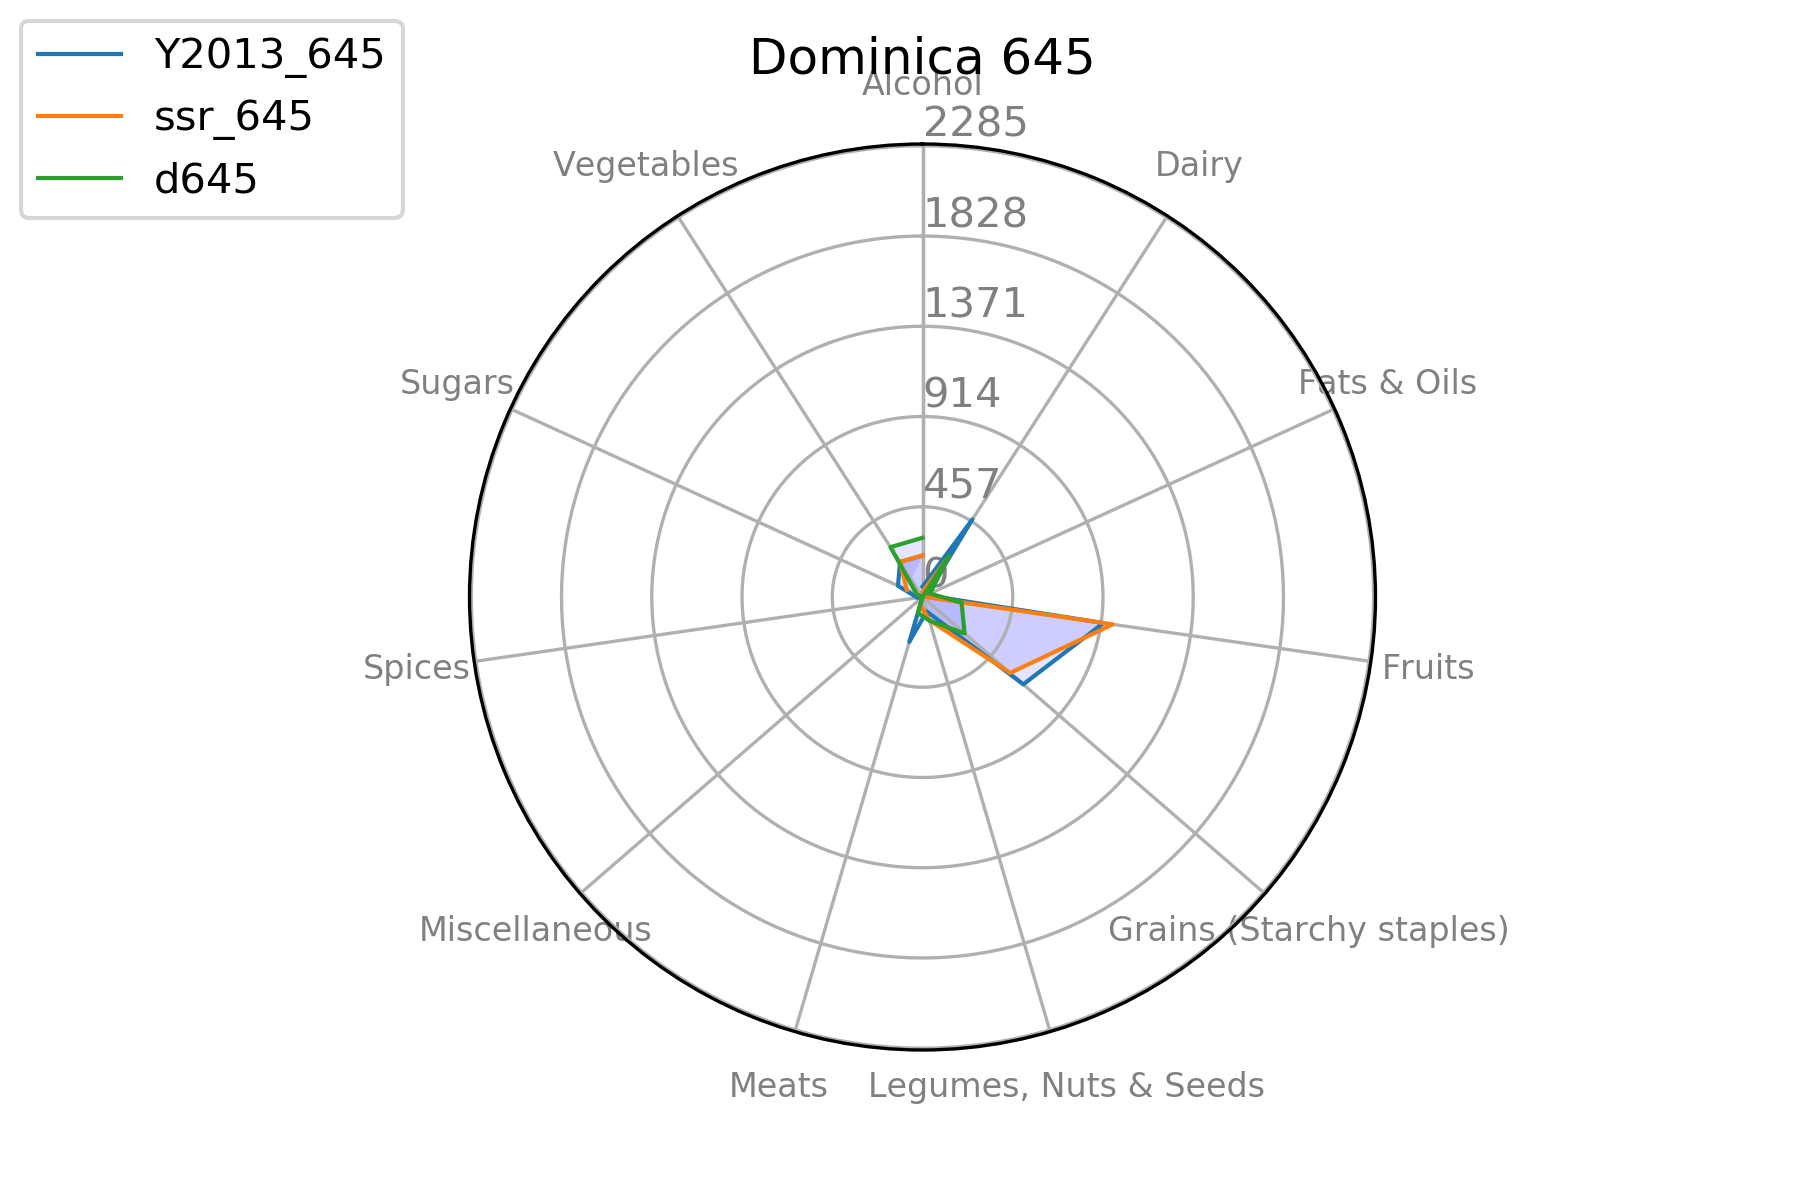 Y2013_645
ssr_645
d645
Dominica 645
Alcohol
2285
1828
1371
914
457
0
Dairy
Fats & Oils
Fruits
Grains (Starchy staples)
Legumes, Nuts & Seeds
Meats
Miscellaneous
Spices
Sugars
Vegetables